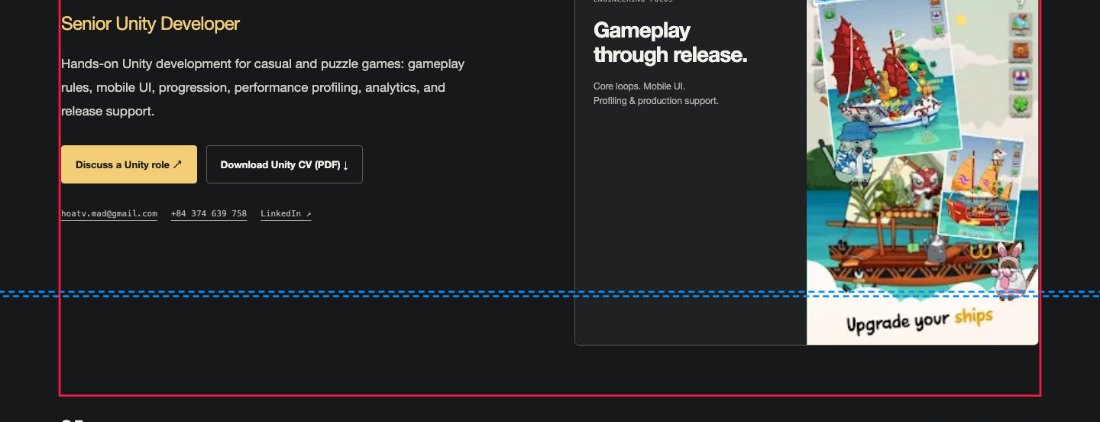 Senior Unity Developer
Hands-on Unity development for casual and puzzle games: gameplay
rules, mobile UI, progression, performance profiling, analytics, and
release support.
Discuss a Unity role ↗
Download Unity CV (PDF) ↓
hoatv.mad@gmail.com
+84 374 639 758
LinkedIn ↗
Gameplay
through release.
Core loops. Mobile UI.
Profiling & production support.
Upgrade your ships